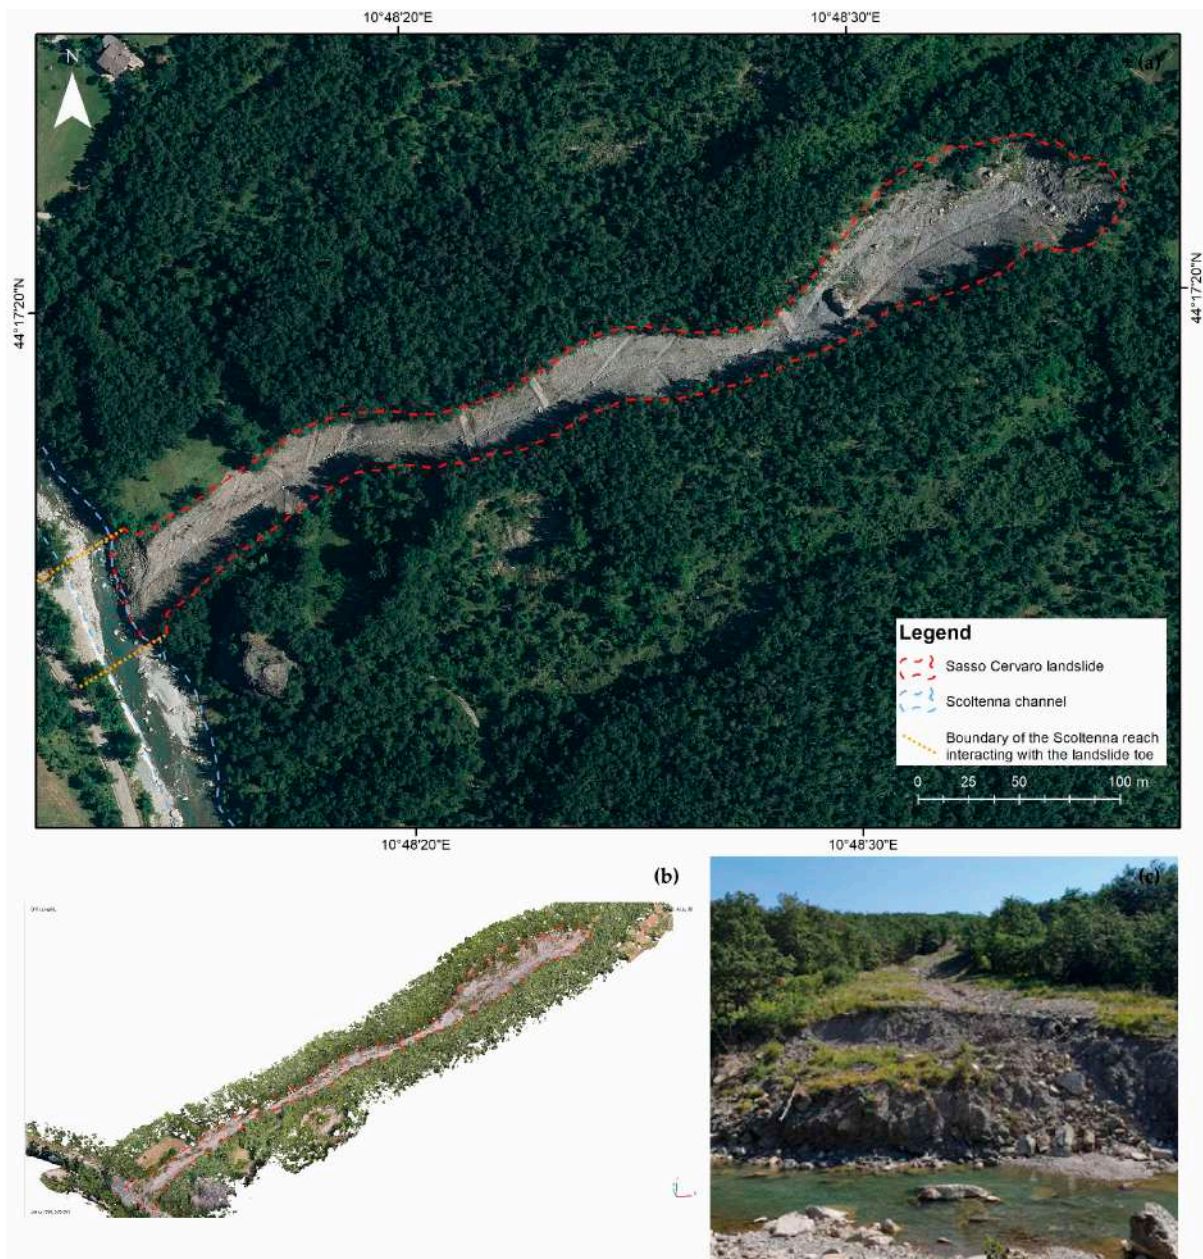 10°48'20"E
10°48'30"E
N
(a)
44°17'20"N
44°17'20"N
Legend
Sasso Cervaro landslide
Scoltenna channel
Boundary of the Scoltenna reach
interacting with the landslide toe
0 25 50 100 m
10°48'20"E
10°48'30"E
(b)
(c)